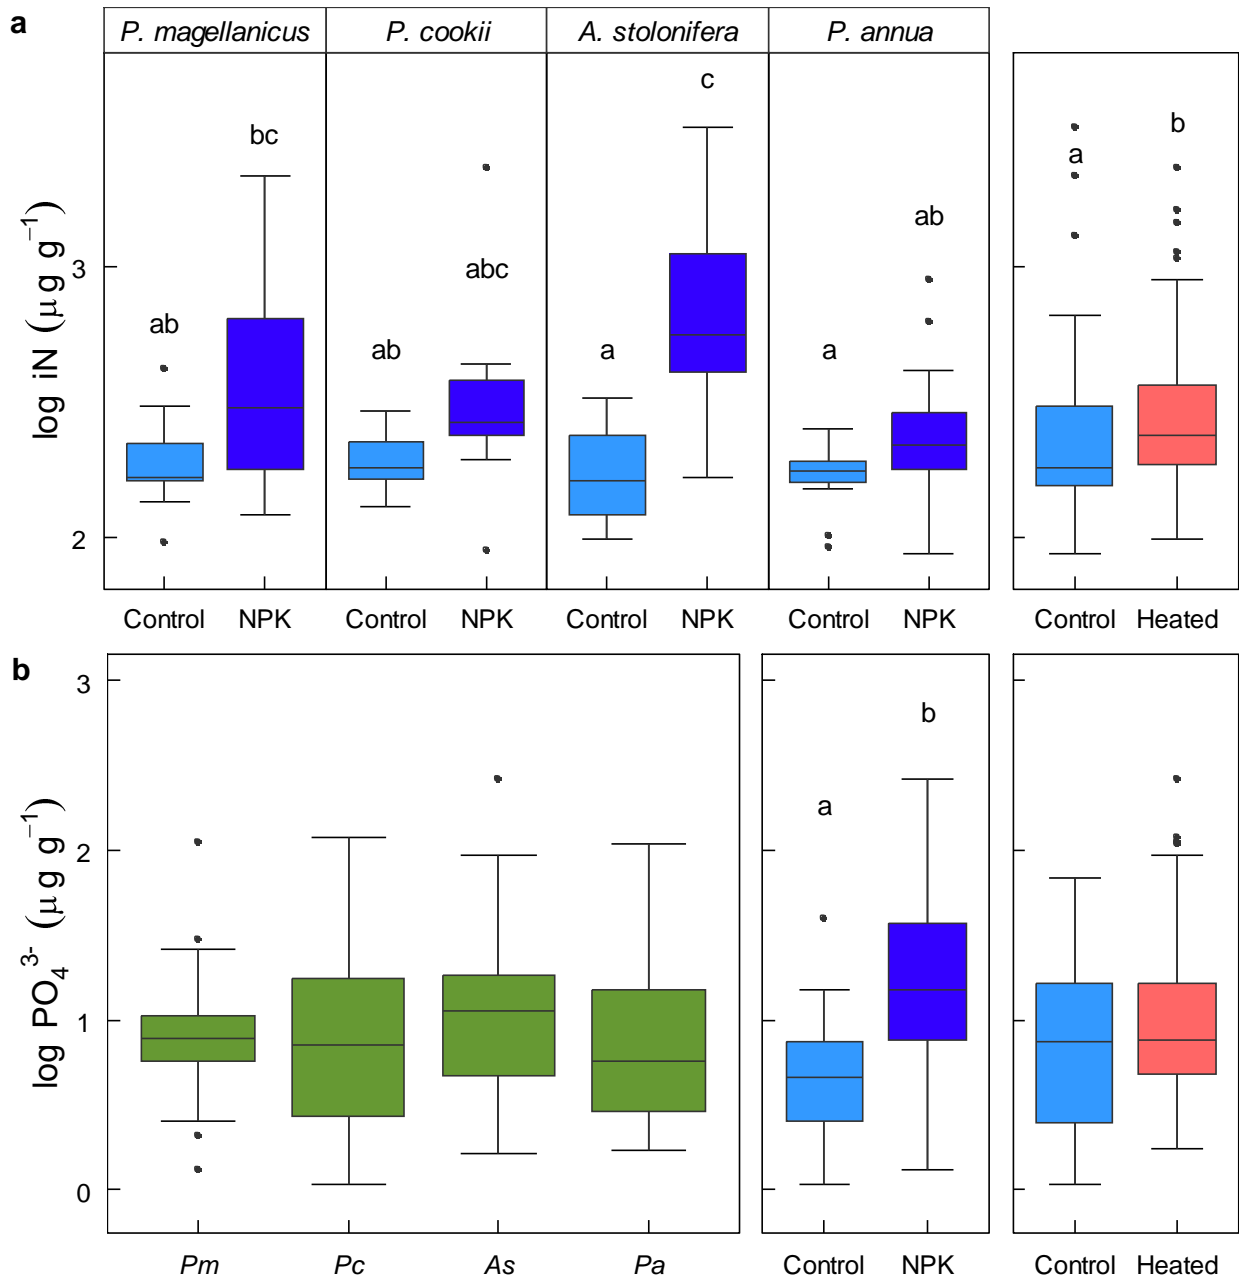 a
P. magellanicus P. cookii A. stolonifera P. annua
c
bc b
a
ab
abc
ab ab a a
log iN (μg g⁻¹)
3
2
Control NPK Control NPK Control NPK Control NPK Control Heated
b
log PO₄³⁻ (μg g⁻¹)
3
2
1
0
b
a
Pm Pc As Pa Control NPK Control Heated